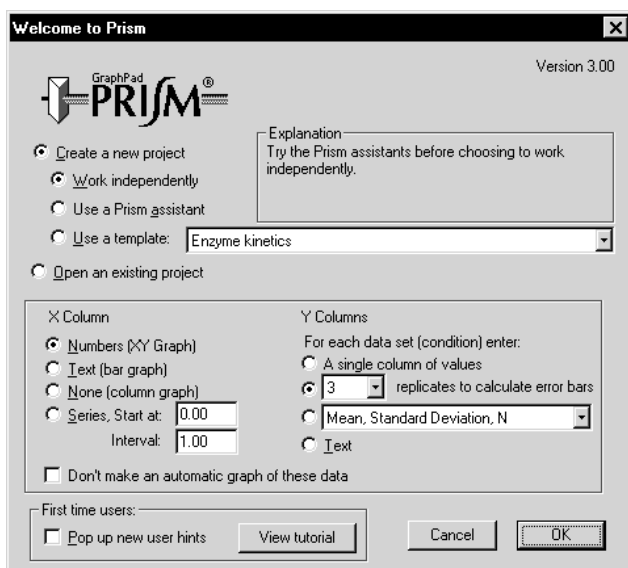 Welcome to Prism
Version 3.00
GraphPad
PRISM®
Create a new project
Explanation
Try the Prism assistants before choosing to work
independently.
Work independently
Use a Prism assistant
Use a template: Enzyme kinetics
Open an existing project
X Column
Y Columns
Numbers (XY Graph)
For each data set (condition) enter:
Text (bar graph)
A single column of values
None (column graph)
3 replicates to calculate error bars
Series, Start at: 0.00
Mean, Standard Deviation, N
Interval: 1.00
Text
Don't make an automatic graph of these data
First time users:
Pop up new user hints
View tutorial
Cancel
OK